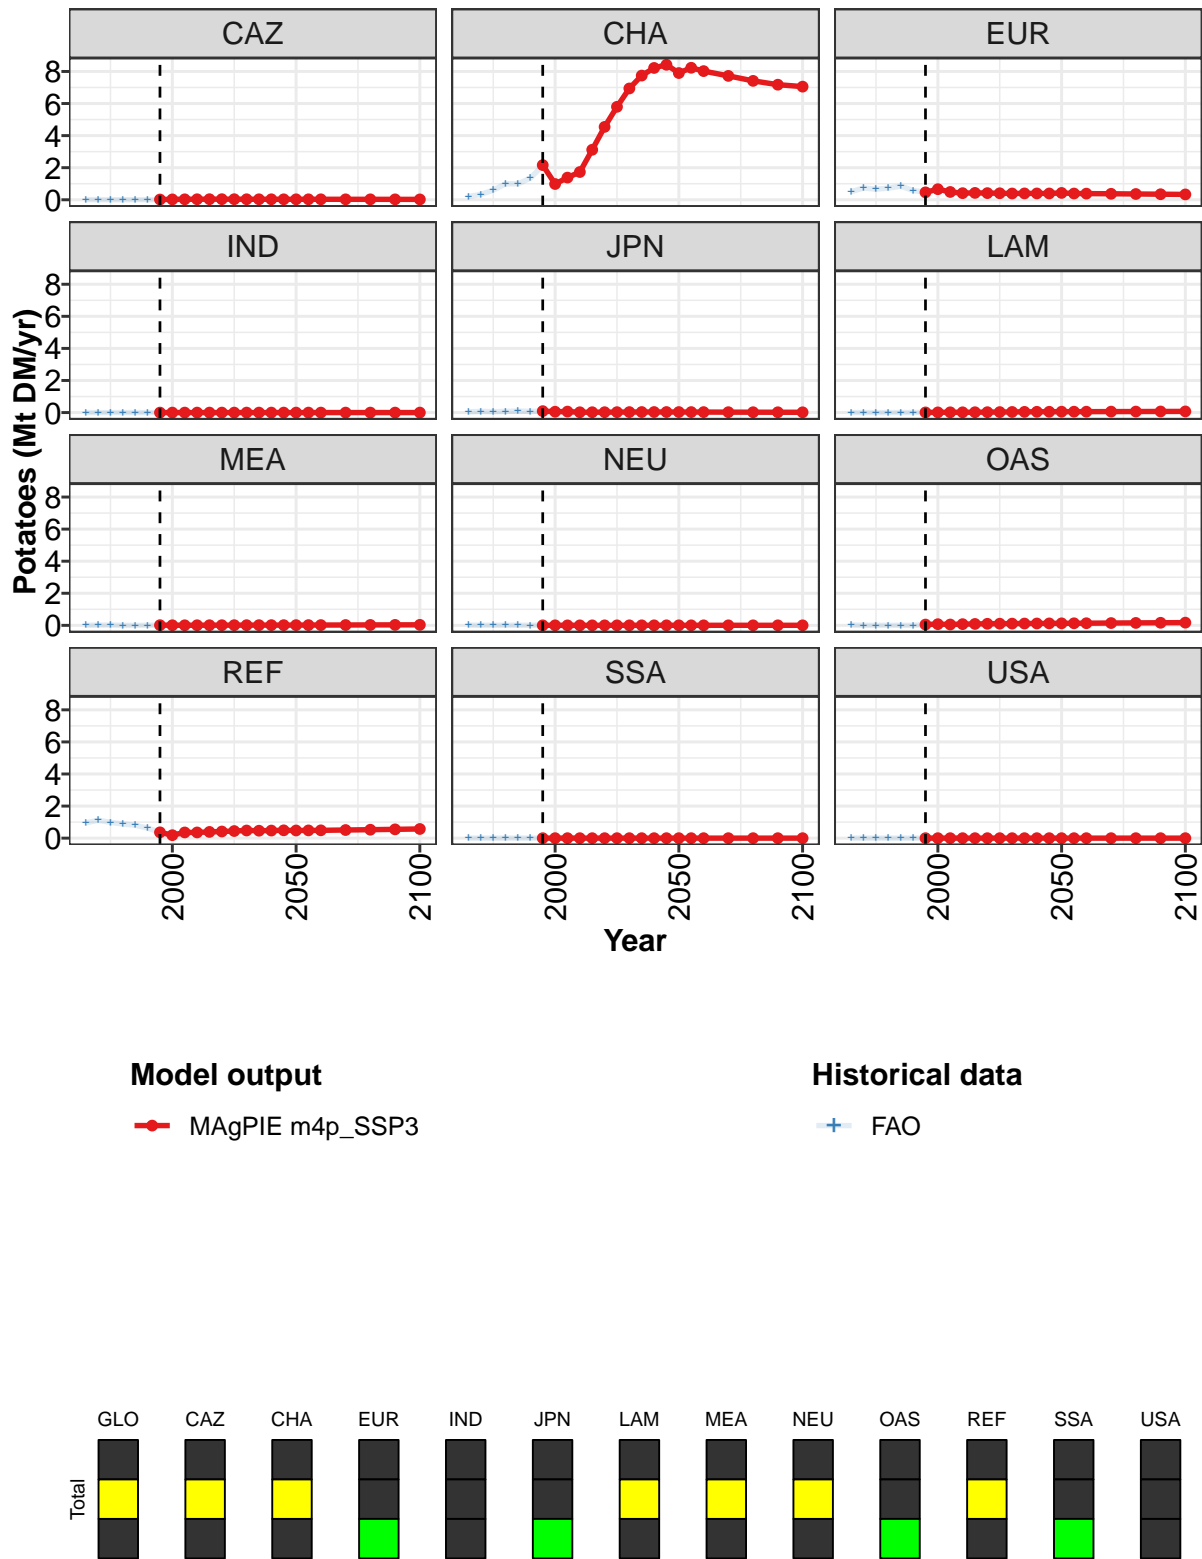 CAZ CHA EUR
8
6
4
2
0
IND JPN LAM
8
6
4
2
0
MEA NEU OAS
8
6
4
2
0
REF SSA USA
8
6
4
2
0
Potatoes (Mt DM/yr)
2000 2050 2100 2000 2050 2100 2000 2050 2100
Year
Model output Historical data
MAgPIE m4p_SSP3 FAO
GLO CAZ CHA EUR IND JPN LAM MEA NEU OAS REF SSA USA
Total